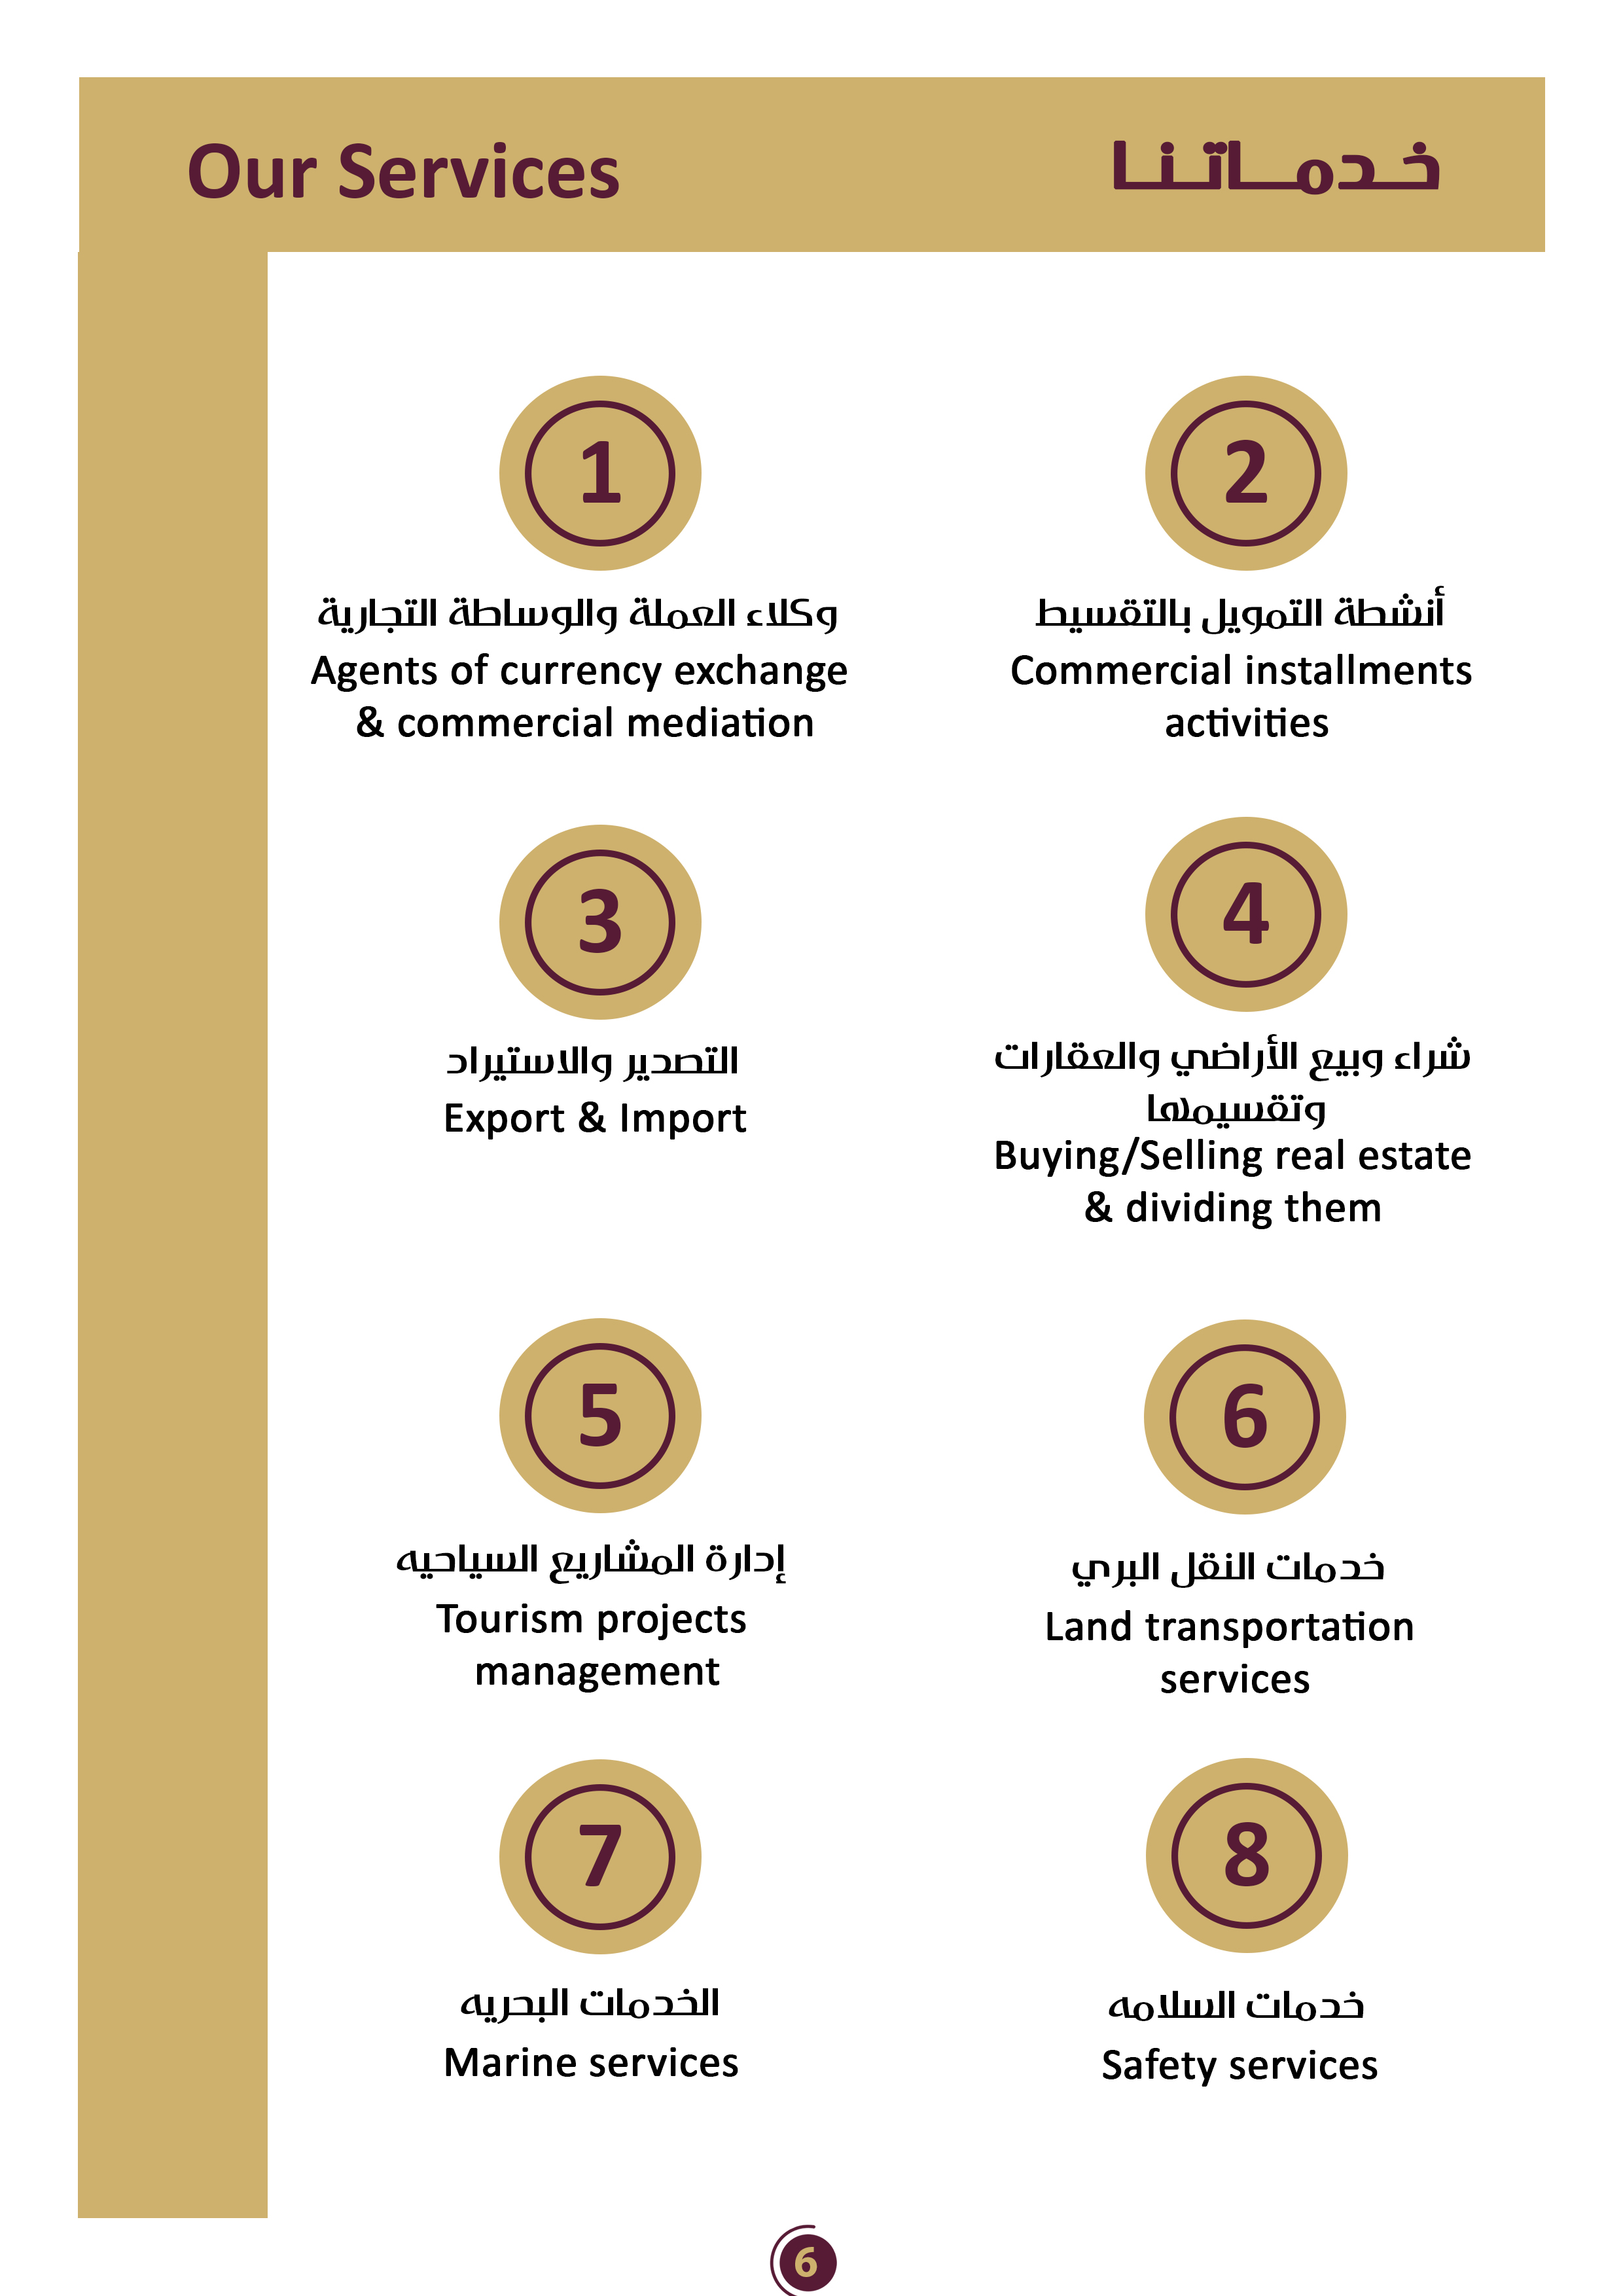 Our Services
خدمـاتنا
1
وكلاء العملة والوساطة التجارية
Agents of currency exchange
& commercial mediation
2
أنشطة التمويل بالتقسيط
Commercial installments
activities
3
التصدير والاستيراد
Export & Import
4
شراء وبيع الأراضي والعقارات
وتقسيمها
Buying/Selling real estate
& dividing them
5
إدارة المشاريع السياحيه
Tourism projects
management
6
خدمات النقل البري
Land transportation
services
7
الخدمات البحريه
Marine services
8
خدمات السلامه
Safety services
6